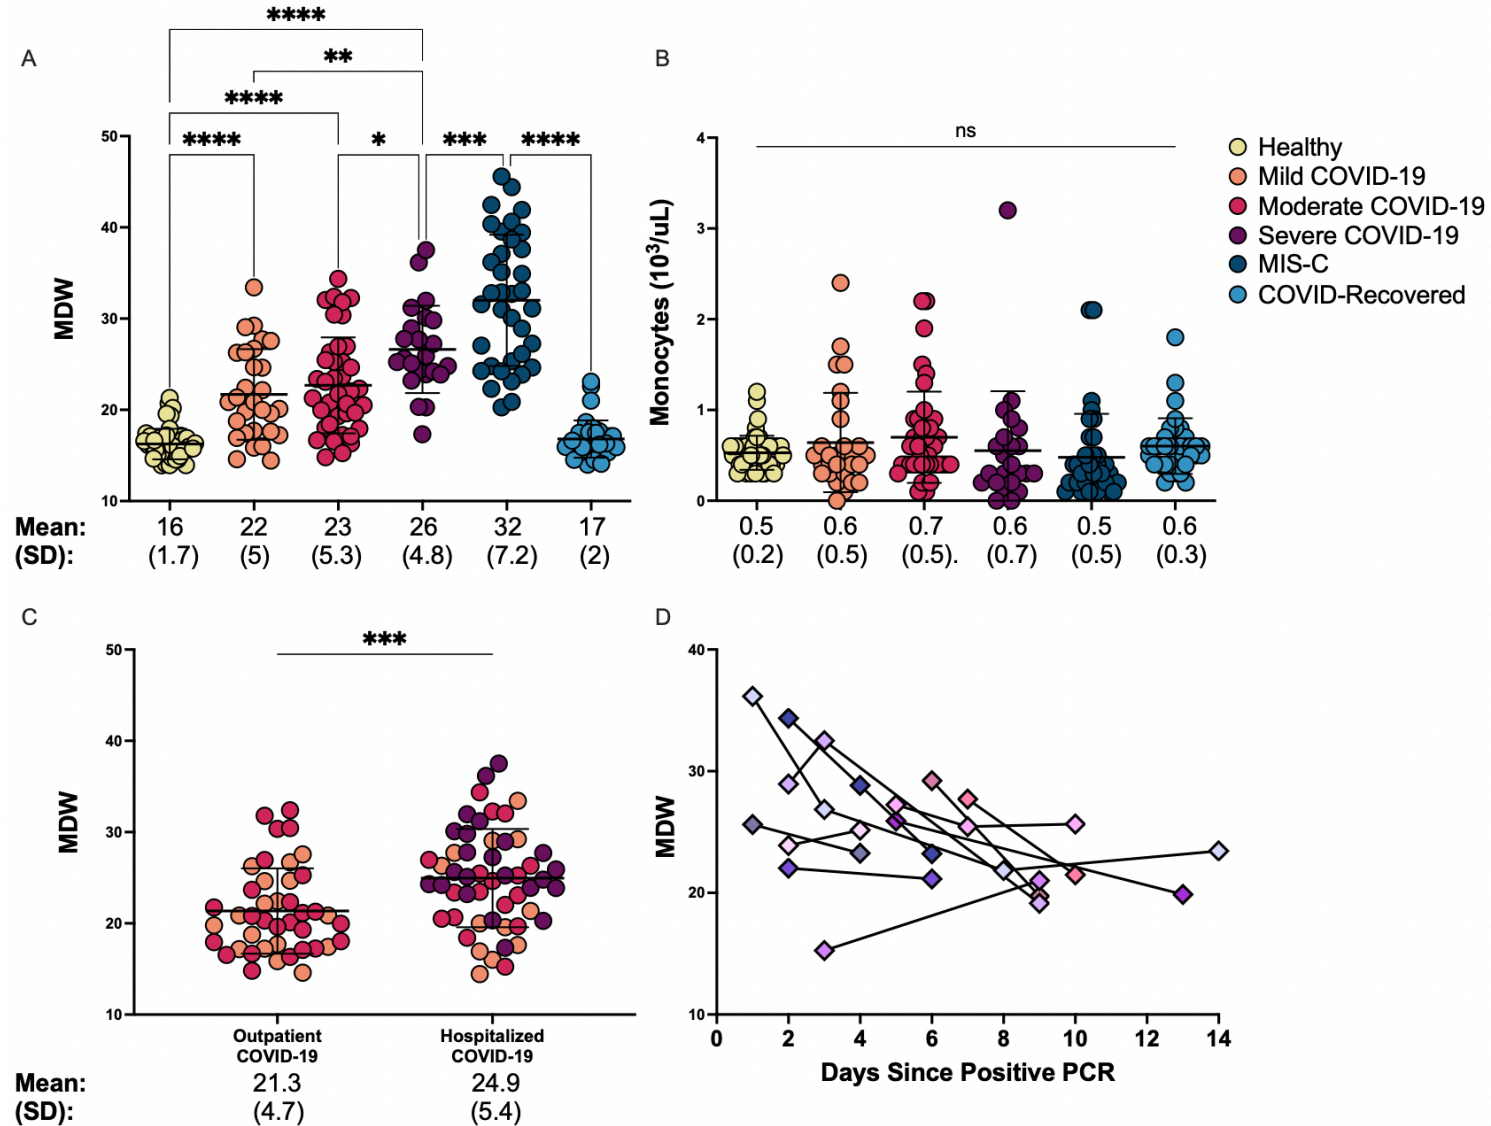 A
****
**
****
****
*
***
****
MDW
50
40
30
20
10
Mean: 16 22 23 26 32 17
(SD): (1.7) (5) (5.3) (4.8) (7.2) (2)
B
ns
Monocytes (10³/uL)
4
3
2
1
0
0.5 0.6 0.7 0.6 0.5 0.6
(0.2) (0.5) (0.5). (0.7) (0.5) (0.3)
Healthy
Mild COVID-19
Moderate COVID-19
Severe COVID-19
MIS-C
COVID-Recovered
C
***
MDW
50
40
30
20
10
Outpatient
COVID-19
Hospitalized
COVID-19
Mean: 21.3 24.9
(SD): (4.7) (5.4)
D
MDW
40
30
20
10
0 2 4 6 8 10 12 14
Days Since Positive PCR